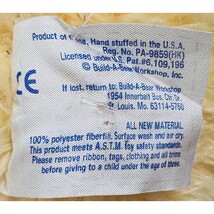 Product of China, Hand stuffed in the U.S.A.
Reg. No. PA-9859(HK)
Licensed under U.S. Pat.#6,109,196
© Build-A-Bear Workshop, Inc.
CE
If lost, return to: Build-A-Bear Workshop
1954 Innerbelt Bus. Ctr. Dr.
St. Louis, Mo. 63114-5760
ALL NEW MATERIAL
100% polyester fiberfill. Surface wash and air dry.
This product meets A.S.T.M. toy safety standards.
Please remove ribbon, tags, clothing and all trims
before giving to a child under the age of three.